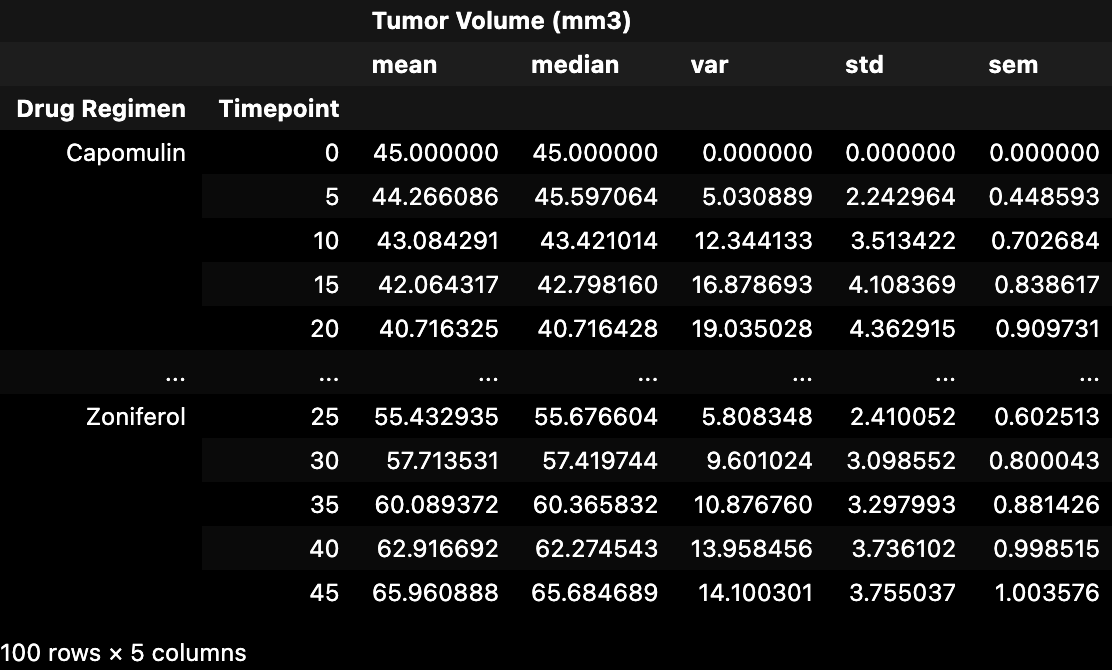 Tumor Volume (mm3)
mean median var std sem
Drug Regimen Timepoint
Capomulin 0 45.000000 45.000000 0.000000 0.000000 0.000000
5 44.266086 45.597064 5.030889 2.242964 0.448593
10 43.084291 43.421014 12.344133 3.513422 0.702684
15 42.064317 42.798160 16.878693 4.108369 0.838617
20 40.716325 40.716428 19.035028 4.362915 0.909731
... ... ... ... ... ... ...
Zoniferol 25 55.432935 55.676604 5.808348 2.410052 0.602513
30 57.713531 57.419744 9.601024 3.098552 0.800043
35 60.089372 60.365832 10.876760 3.297993 0.881426
40 62.916692 62.274543 13.958456 3.736102 0.998515
45 65.960888 65.684689 14.100301 3.755037 1.003576
100 rows × 5 columns